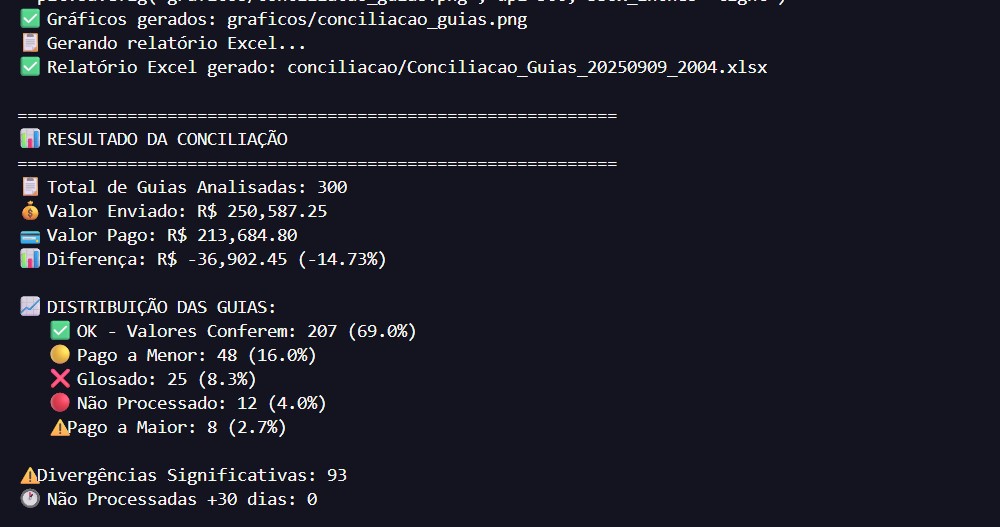 ✅ Gráficos gerados: graficos/conciliacao_guias.png
📋 Gerando relatório Excel...
✅ Relatório Excel gerado: conciliacao/Conciliacao_Guias_20250909_2004.xlsx
============================================================
📊 RESULTADO DA CONCILIAÇÃO
============================================================
📋 Total de Guias Analisadas: 300
💰 Valor Enviado: R$ 250,587.25
💳 Valor Pago: R$ 213,684.80
📊 Diferença: R$ -36,902.45 (-14.73%)
📈 DISTRIBUIÇÃO DAS GUIAS:
✅ OK - Valores Conferem: 207 (69.0%)
🟡 Pago a Menor: 48 (16.0%)
❌ Glosado: 25 (8.3%)
🔴 Não Processado: 12 (4.0%)
⚠️Pago a Maior: 8 (2.7%)
⚠️Divergências Significativas: 93
🕐 Não Processadas +30 dias: 0